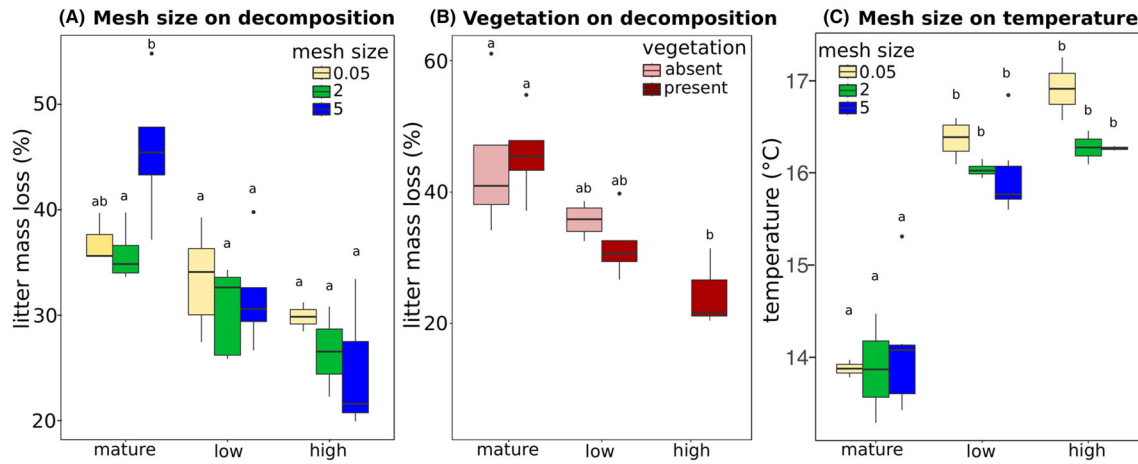 (A) Mesh size on decomposition
mesh size
0.05
2
5
b
ab
a
a
a
a
a
a
a
litter mass loss (%)
50
40
30
20
mature
low
high
(B) Vegetation on decomposition
vegetation
absent
present
a
a
ab
ab
b
litter mass loss (%)
60
40
20
mature
low
high
(C) Mesh size on temperature
mesh size
0.05
2
5
a
a
a
b
b
b
b
b
b
temperature (°C)
17
16
15
14
mature
low
high